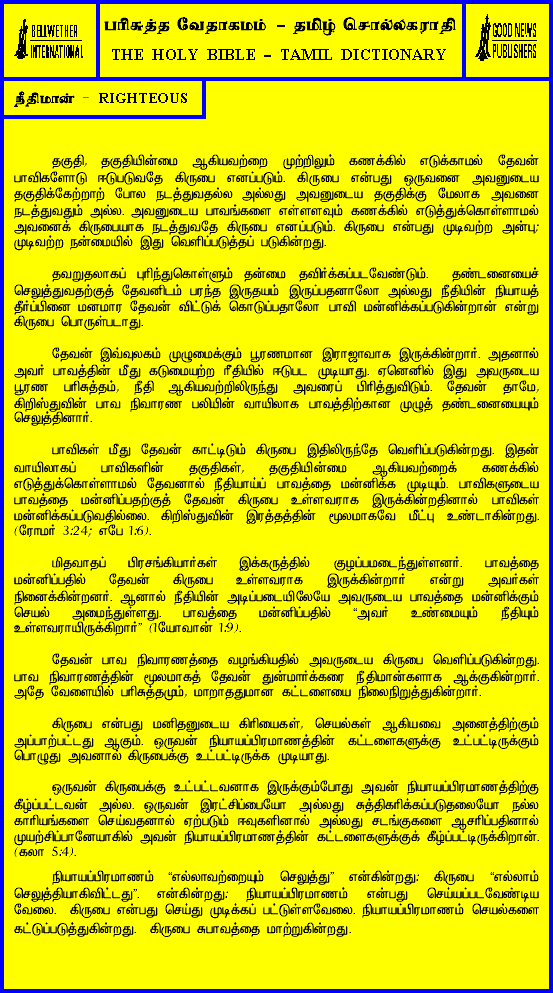 BELLWETHER
INTERNATIONAL
பரிசுத்த வேதாகமம் – தமிழ் சொல்லகராதி
THE HOLY BIBLE – TAMIL DICTIONARY
GOOD NEWS
PUBLISHERS
நீதிமான் – RIGHTEOUS
தகுதி, தகுதியின்மை ஆகியவற்றை முற்றிலும் கணக்கில் எடுக்காமல் தேவன்
பாவிகளோடு ஈடுபடுவதே கிருபை எனப்படும். கிருபை என்பது ஒருவனை அவனுடைய
தகுதிக்கேற்றாற் போல நடத்துவதல்ல அல்லது அவனுடைய தகுதிக்கு மேலாக அவனை
நடத்துவதும் அல்ல. அவனுடைய பாவங்களை எள்ளளவும் கணக்கில் எடுத்துக்கொள்ளாமல்
அவனைக் கிருபையாக நடத்துவதே கிருபை எனப்படும். கிருபை என்பது முடிவற்ற அன்பு;
முடிவற்ற நன்மையில் இது வெளிப்படுத்தப் படுகின்றது.
தவறுதலாகப் புரிந்துகொள்ளும் தன்மை தவிர்க்கப்படவேண்டும். தண்டனையைச்
செலுத்துவதற்குத் தேவனிடம் பரந்த இருதயம் இருப்பதனாலோ அல்லது நீதியின் நியாயத்
தீர்ப்பினை மனமார தேவன் விட்டுக் கொடுப்பதாலோ பாவி மன்னிக்கப்படுகின்றான் என்று
கிருபை பொருள்படாது.
தேவன் இவ்வுலகம் முழுமைக்கும் பூரணமான இராஜாவாக இருக்கின்றார். அதனால்
அவர் பாவத்தின் மீது கடுமையற்ற ரீதியில் ஈடுபட முடியாது. ஏனெனில் இது அவருடைய
பூரண பரிசுத்தம், நீதி ஆகியவற்றிலிருந்து அவரைப் பிரித்துவிடும். தேவன் தாமே,
கிறிஸ்துவின் பாவ நிவாரண பலியின் வாயிலாக பாவத்திற்கான முழுத் தண்டனையையும்
செலுத்தினார்.
பாவிகள் மீது தேவன் காட்டிடும் கிருபை இதிலிருந்தே வெளிப்படுகின்றது. இதன்
வாயிலாகப் பாவிகளின் தகுதிகள், தகுதியின்மை ஆகியவற்றைக் கணக்கில்
எடுத்துக்கொள்ளாமல் தேவனால் நீதியாய்ப் பாவத்தை மன்னிக்க முடியும். பாவிகளுடைய
பாவத்தை மன்னிப்பதற்குத் தேவன் கிருபை உள்ளவராக இருக்கின்றதினால் பாவிகள்
மன்னிக்கப்படுவதில்லை. கிறிஸ்துவின் இரத்தத்தின் மூலமாகவே மீட்பு உண்டாகின்றது.
(ரோமர் 3:24; எபே 1:6).
மிதவாதப் பிரசங்கியார்கள் இக்கருத்தில் குழப்பமடைந்துள்ளனர். பாவத்தை
மன்னிப்பதில் தேவன் கிருபை உள்ளவராக இருக்கின்றார் என்று அவர்கள்
நினைக்கின்றனர். ஆனால் நீதியின் அடிப்படையிலேயே அவருடைய பாவத்தை மன்னிக்கும்
செயல் அமைந்துள்ளது. பாவத்தை மன்னிப்பதில் “அவர் உண்மையும் நீதியும்
உள்ளவராயிருக்கிறார்” (1யோவான் 1:9).
தேவன் பாவ நிவாரணத்தை வழங்கியதில் அவருடைய கிருபை வெளிப்படுகின்றது.
பாவ நிவாரணத்தின் மூலமாகத் தேவன் துன்மார்க்கரை நீதிமான்களாக ஆக்குகின்றார்.
அதே வேளையில் பரிசுத்தமும், மாறாததுமான கட்டளையை நிலைநிறுத்துகின்றார்.
கிருபை என்பது மனிதனுடைய கிரியைகள், செயல்கள் ஆகியவை அனைத்திற்கும்
அப்பாற்பட்டது ஆகும். ஒருவன் நியாயப்பிரமாணத்தின் கட்டளைகளுக்கு உட்பட்டிருக்கும்
பொழுது அவனால் கிருபைக்கு உட்பட்டிருக்க முடியாது.
ஒருவன் கிருபைக்கு உட்பட்டவனாக இருக்கும்போது அவன் நியாயப்பிரமாணத்திற்கு
கீழ்ப்பட்டவன் அல்ல. ஒருவன் இரட்சிப்பையோ அல்லது சுத்திகரிக்கப்படுதலையோ நல்ல
காரியங்களை செய்வதனால் ஏற்படும் ஈவுகளினால் அல்லது சடங்குகளை ஆசரிப்பதினால்
முயற்சிப்பானேயாகில் அவன் நியாயப்பிரமாணத்தின் கட்டளைகளுக்குக் கீழ்ப்பட்டிருக்கிறான்.
(கலா 5:4).
நியாயப்பிரமாணம் “எல்லாவற்றையும் செலுத்து” என்கின்றது; கிருபை “எல்லாம்
செலுத்தியாகிவிட்டது”. என்கின்றது; நியாயப்பிரமாணம் என்பது செய்யப்படவேண்டிய
வேலை. கிருபை என்பது செய்து முடிக்கப் பட்டுள்ளவேலை. நியாயப்பிரமாணம் செயல்களை
கட்டுப்படுத்துகின்றது. கிருபை சுபாவத்தை மாற்றுகின்றது.